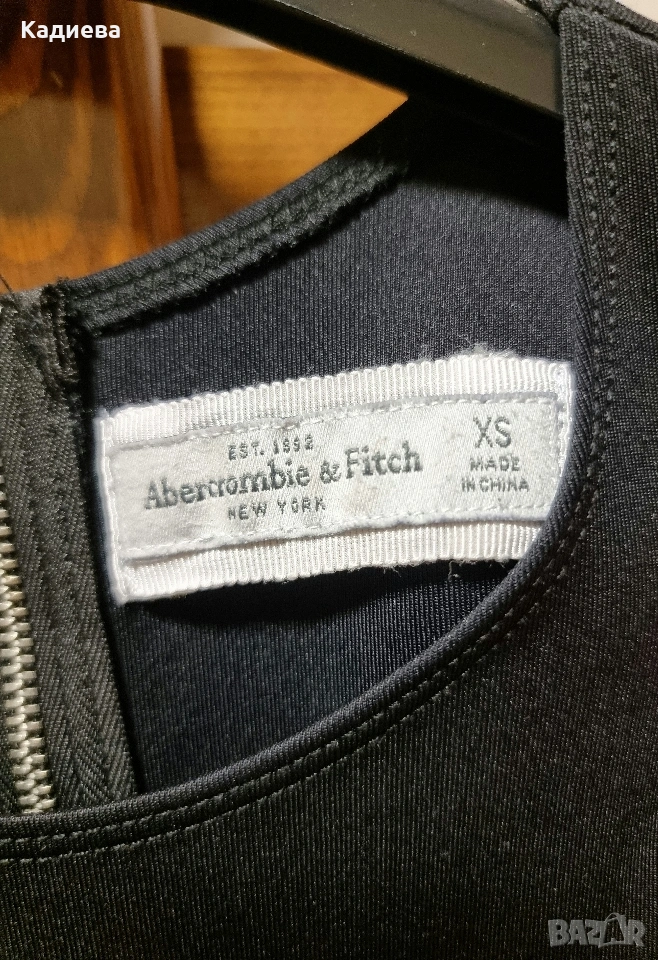 Кадиева
EST. 1892
Abercrombie & Fitch
NEW YORK
XS
MADE
IN CHINA
BAZAR